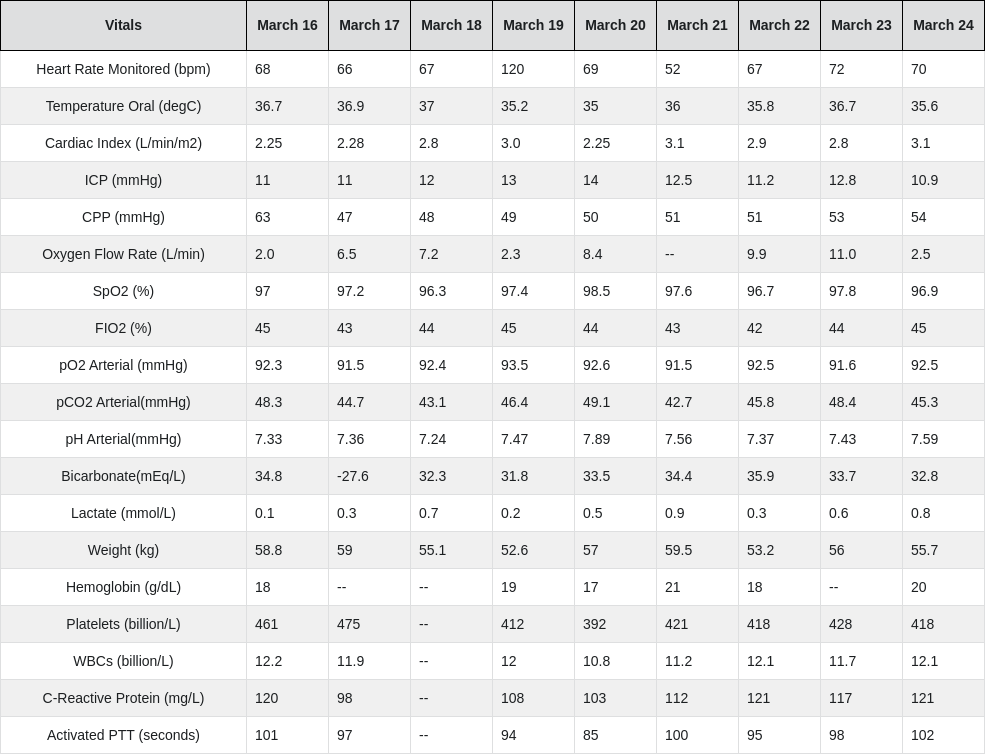 Vitals March 16 March 17 March 18 March 19 March 20 March 21 March 22 March 23 March 24
Heart Rate Monitored (bpm) 68 66 67 120 69 52 67 72 70
Temperature Oral (degC) 36.7 36.9 37 35.2 35 36 35.8 36.7 35.6
Cardiac Index (L/min/m2) 2.25 2.28 2.8 3.0 2.25 3.1 2.9 2.8 3.1
ICP (mmHg) 11 11 12 13 14 12.5 11.2 12.8 10.9
CPP (mmHg) 63 47 48 49 50 51 51 53 54
Oxygen Flow Rate (L/min) 2.0 6.5 7.2 2.3 8.4 -- 9.9 11.0 2.5
SpO2 (%) 97 97.2 96.3 97.4 98.5 97.6 96.7 97.8 96.9
FIO2 (%) 45 43 44 45 44 43 42 44 45
pO2 Arterial (mmHg) 92.3 91.5 92.4 93.5 92.6 91.5 92.5 91.6 92.5
pCO2 Arterial(mmHg) 48.3 44.7 43.1 46.4 49.1 42.7 45.8 48.4 45.3
pH Arterial(mmHg) 7.33 7.36 7.24 7.47 7.89 7.56 7.37 7.43 7.59
Bicarbonate(mEq/L) 34.8 -27.6 32.3 31.8 33.5 34.4 35.9 33.7 32.8
Lactate (mmol/L) 0.1 0.3 0.7 0.2 0.5 0.9 0.3 0.6 0.8
Weight (kg) 58.8 59 55.1 52.6 57 59.5 53.2 56 55.7
Hemoglobin (g/dL) 18 -- -- 19 17 21 18 -- 20
Platelets (billion/L) 461 475 -- 412 392 421 418 428 418
WBCs (billion/L) 12.2 11.9 -- 12 10.8 11.2 12.1 11.7 12.1
C-Reactive Protein (mg/L) 120 98 -- 108 103 112 121 117 121
Activated PTT (seconds) 101 97 -- 94 85 100 95 98 102